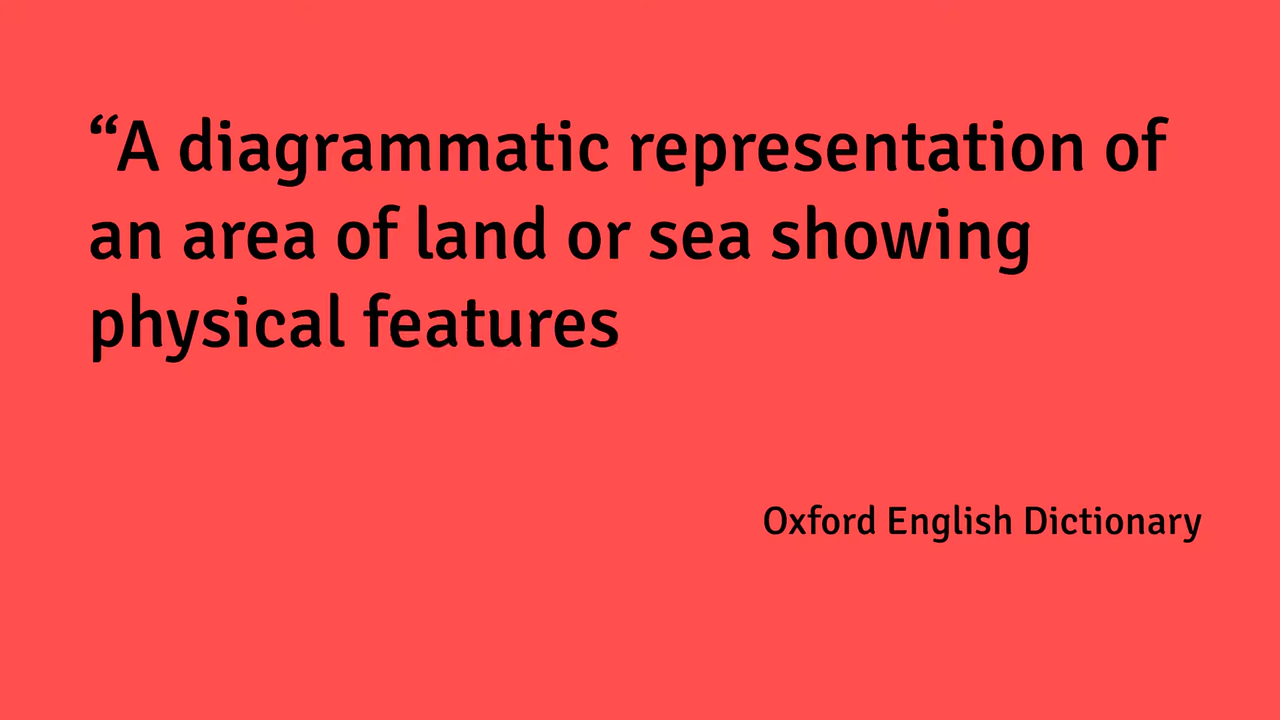 “A diagrammatic representation of
an area of land or sea showing
physical features
Oxford English Dictionary